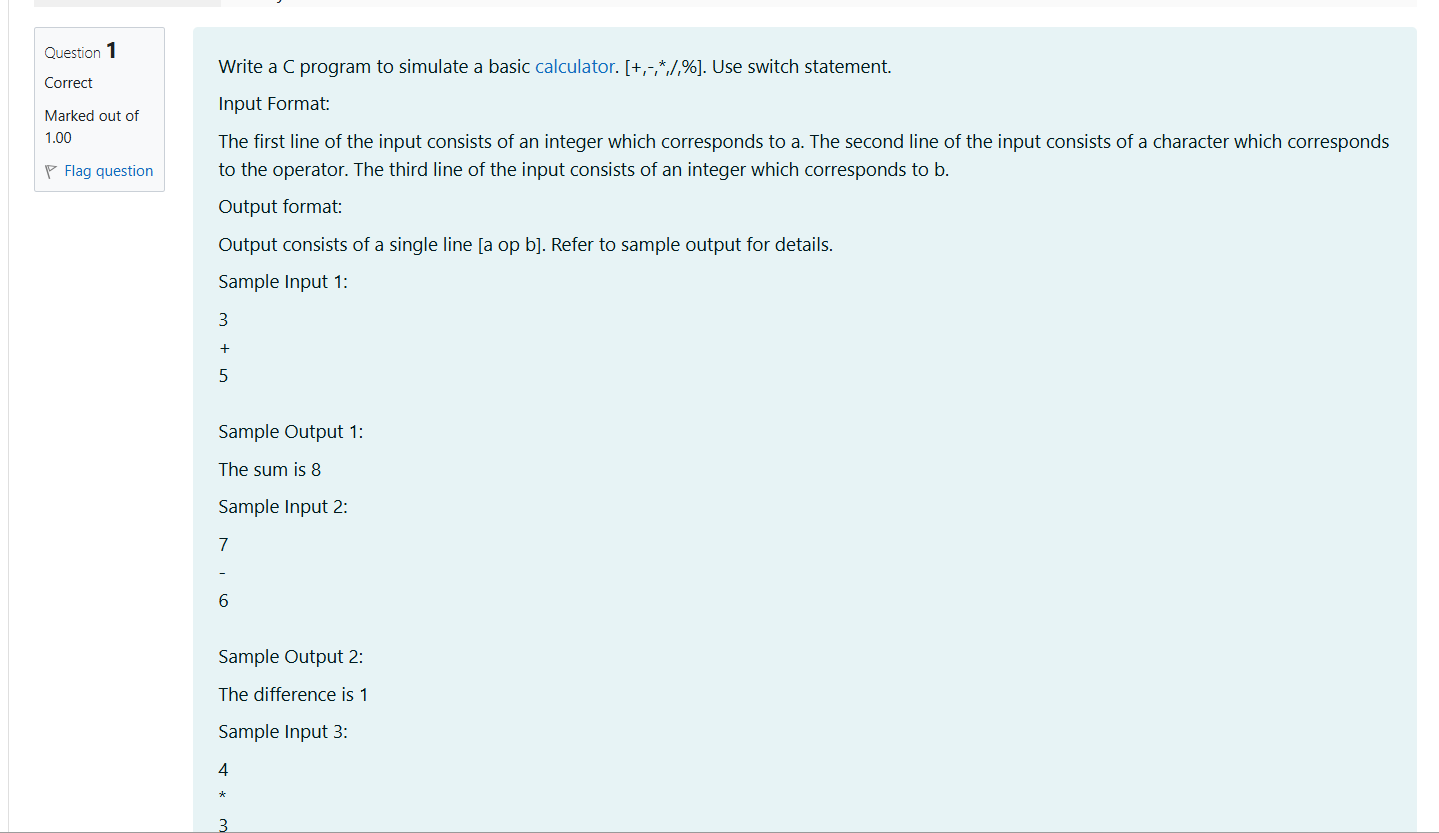 Question 1
Correct
Marked out of
1.00
Flag question
Write a C program to simulate a basic calculator. [+,-,*,/,%]. Use switch statement.
Input Format:
The first line of the input consists of an integer which corresponds to a. The second line of the input consists of a character which corresponds
to the operator. The third line of the input consists of an integer which corresponds to b.
Output format:
Output consists of a single line [a op b]. Refer to sample output for details.
Sample Input 1:
3
+
5
Sample Output 1:
The sum is 8
Sample Input 2:
7
-
6
Sample Output 2:
The difference is 1
Sample Input 3:
4
*
3